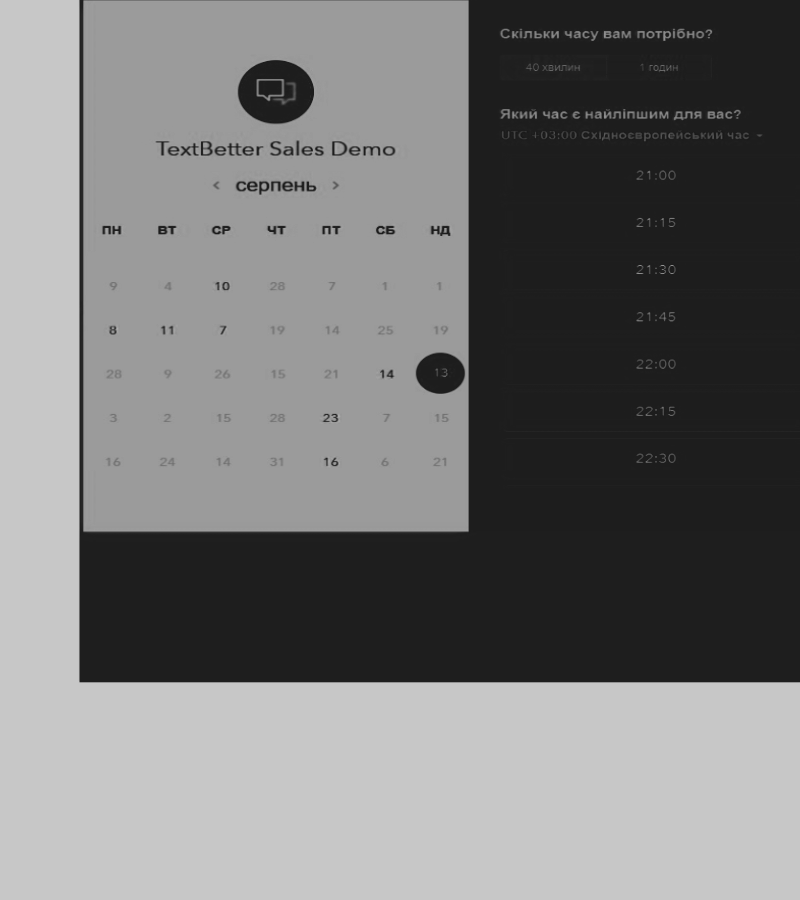 TextBetter Sales Demo
< серпень >
ПН ВТ СР ЧТ ПТ СБ НД
9 4 10 28 7 1 1
8 11 7 19 14 25 19
28 9 26 15 21 14 13
3 2 15 28 23 7 15
16 24 14 31 16 6 21
Скільки часу вам потрібно?
40 хвилин 1 годин
Який час є найліпшим для вас?
UTC +03:00 Східноєвропейський час
21:00
21:15
21:30
21:45
22:00
22:15
22:30